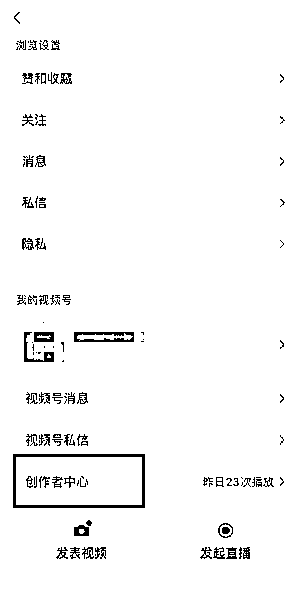 浏览设置
赞和收藏
关注
消息
私信
隐私
我的视频号
视频号消息
视频号私信
创作者中心
昨日23次播放
发表视频
发起直播